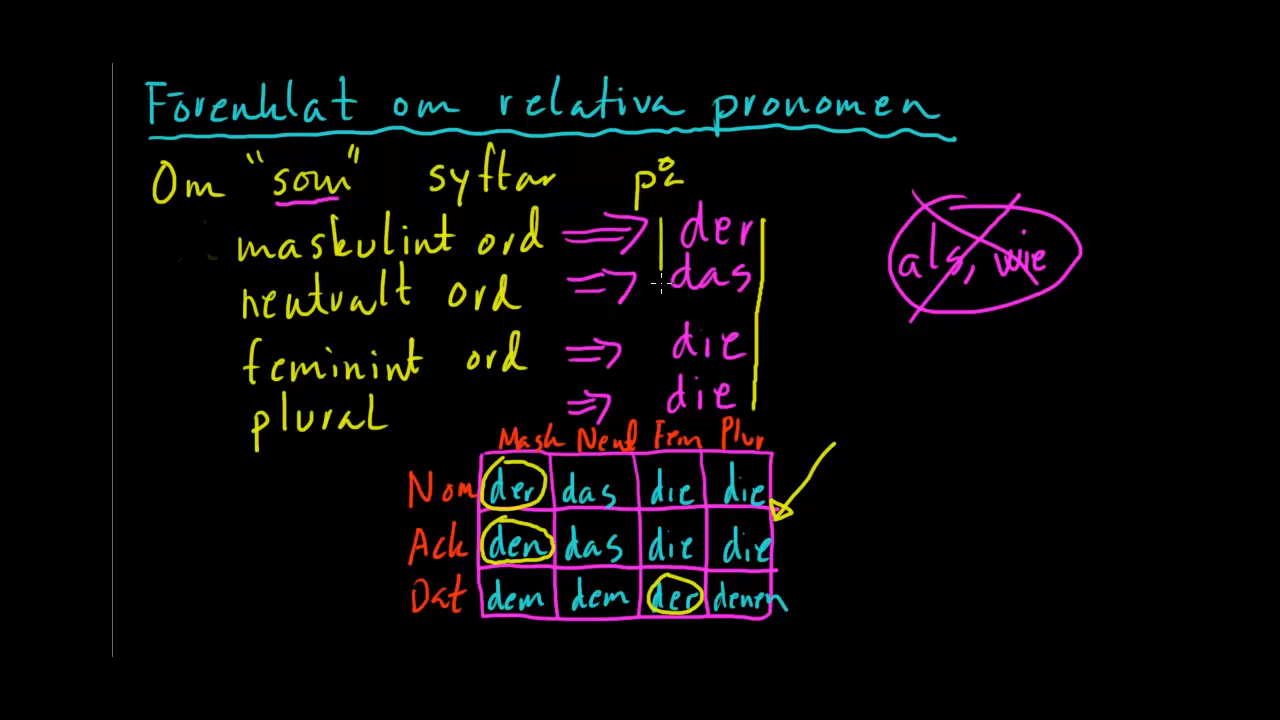 Förenklat om relativa pronomen
Om "som" syftar på
maskulint ord ⇒ der
neutralt ord ⇒ das
feminint ord ⇒ die
plural ⇒ die
als, wie
Mask Neut Fem Plur
Nom der das die die
Ack den das die die
Dat dem dem der denen